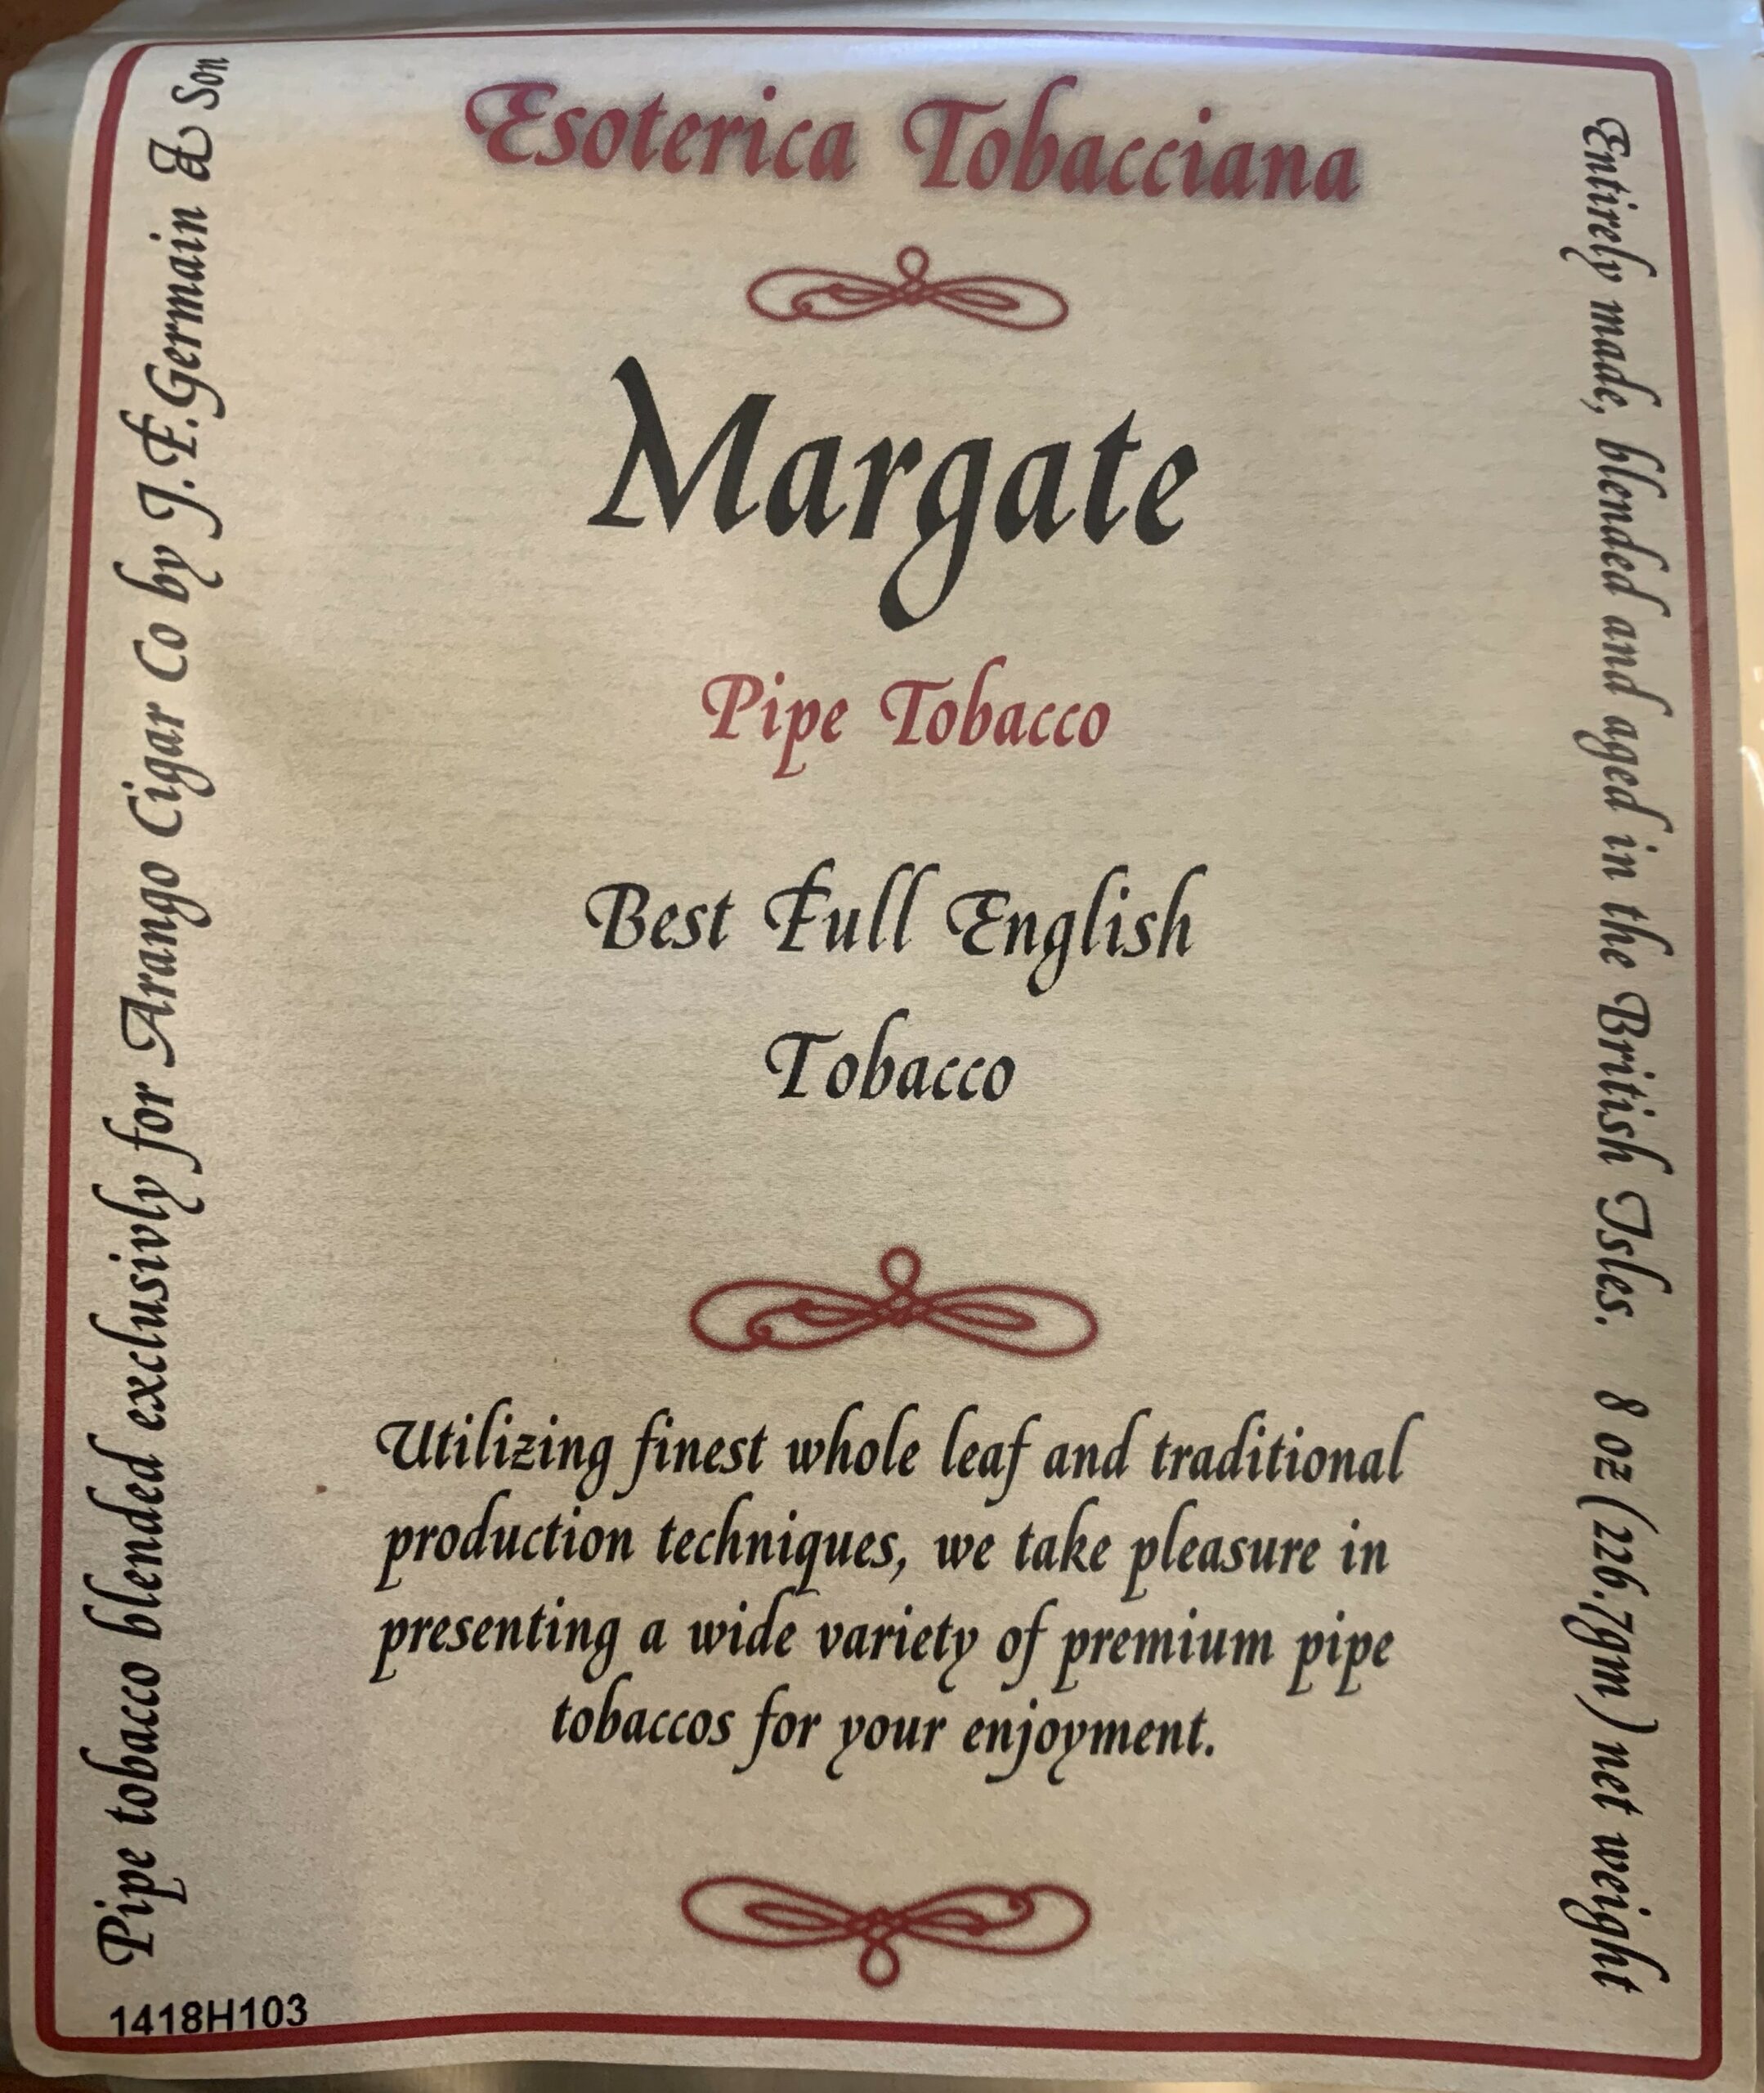 Esoterica Tobacciana
Margate
Pipe Tobacco
Best Full English
Tobacco
Utilizing finest whole leaf and traditional
production techniques, we take pleasure in
presenting a wide variety of premium pipe
tobaccos for your enjoyment.
Pipe tobacco blended exclusivly for Arango Cigar Co by J.F.Germain & Son
Entirely made, blended and aged in the British Isles. 8 oz (226.7gm) net weight
1418H103